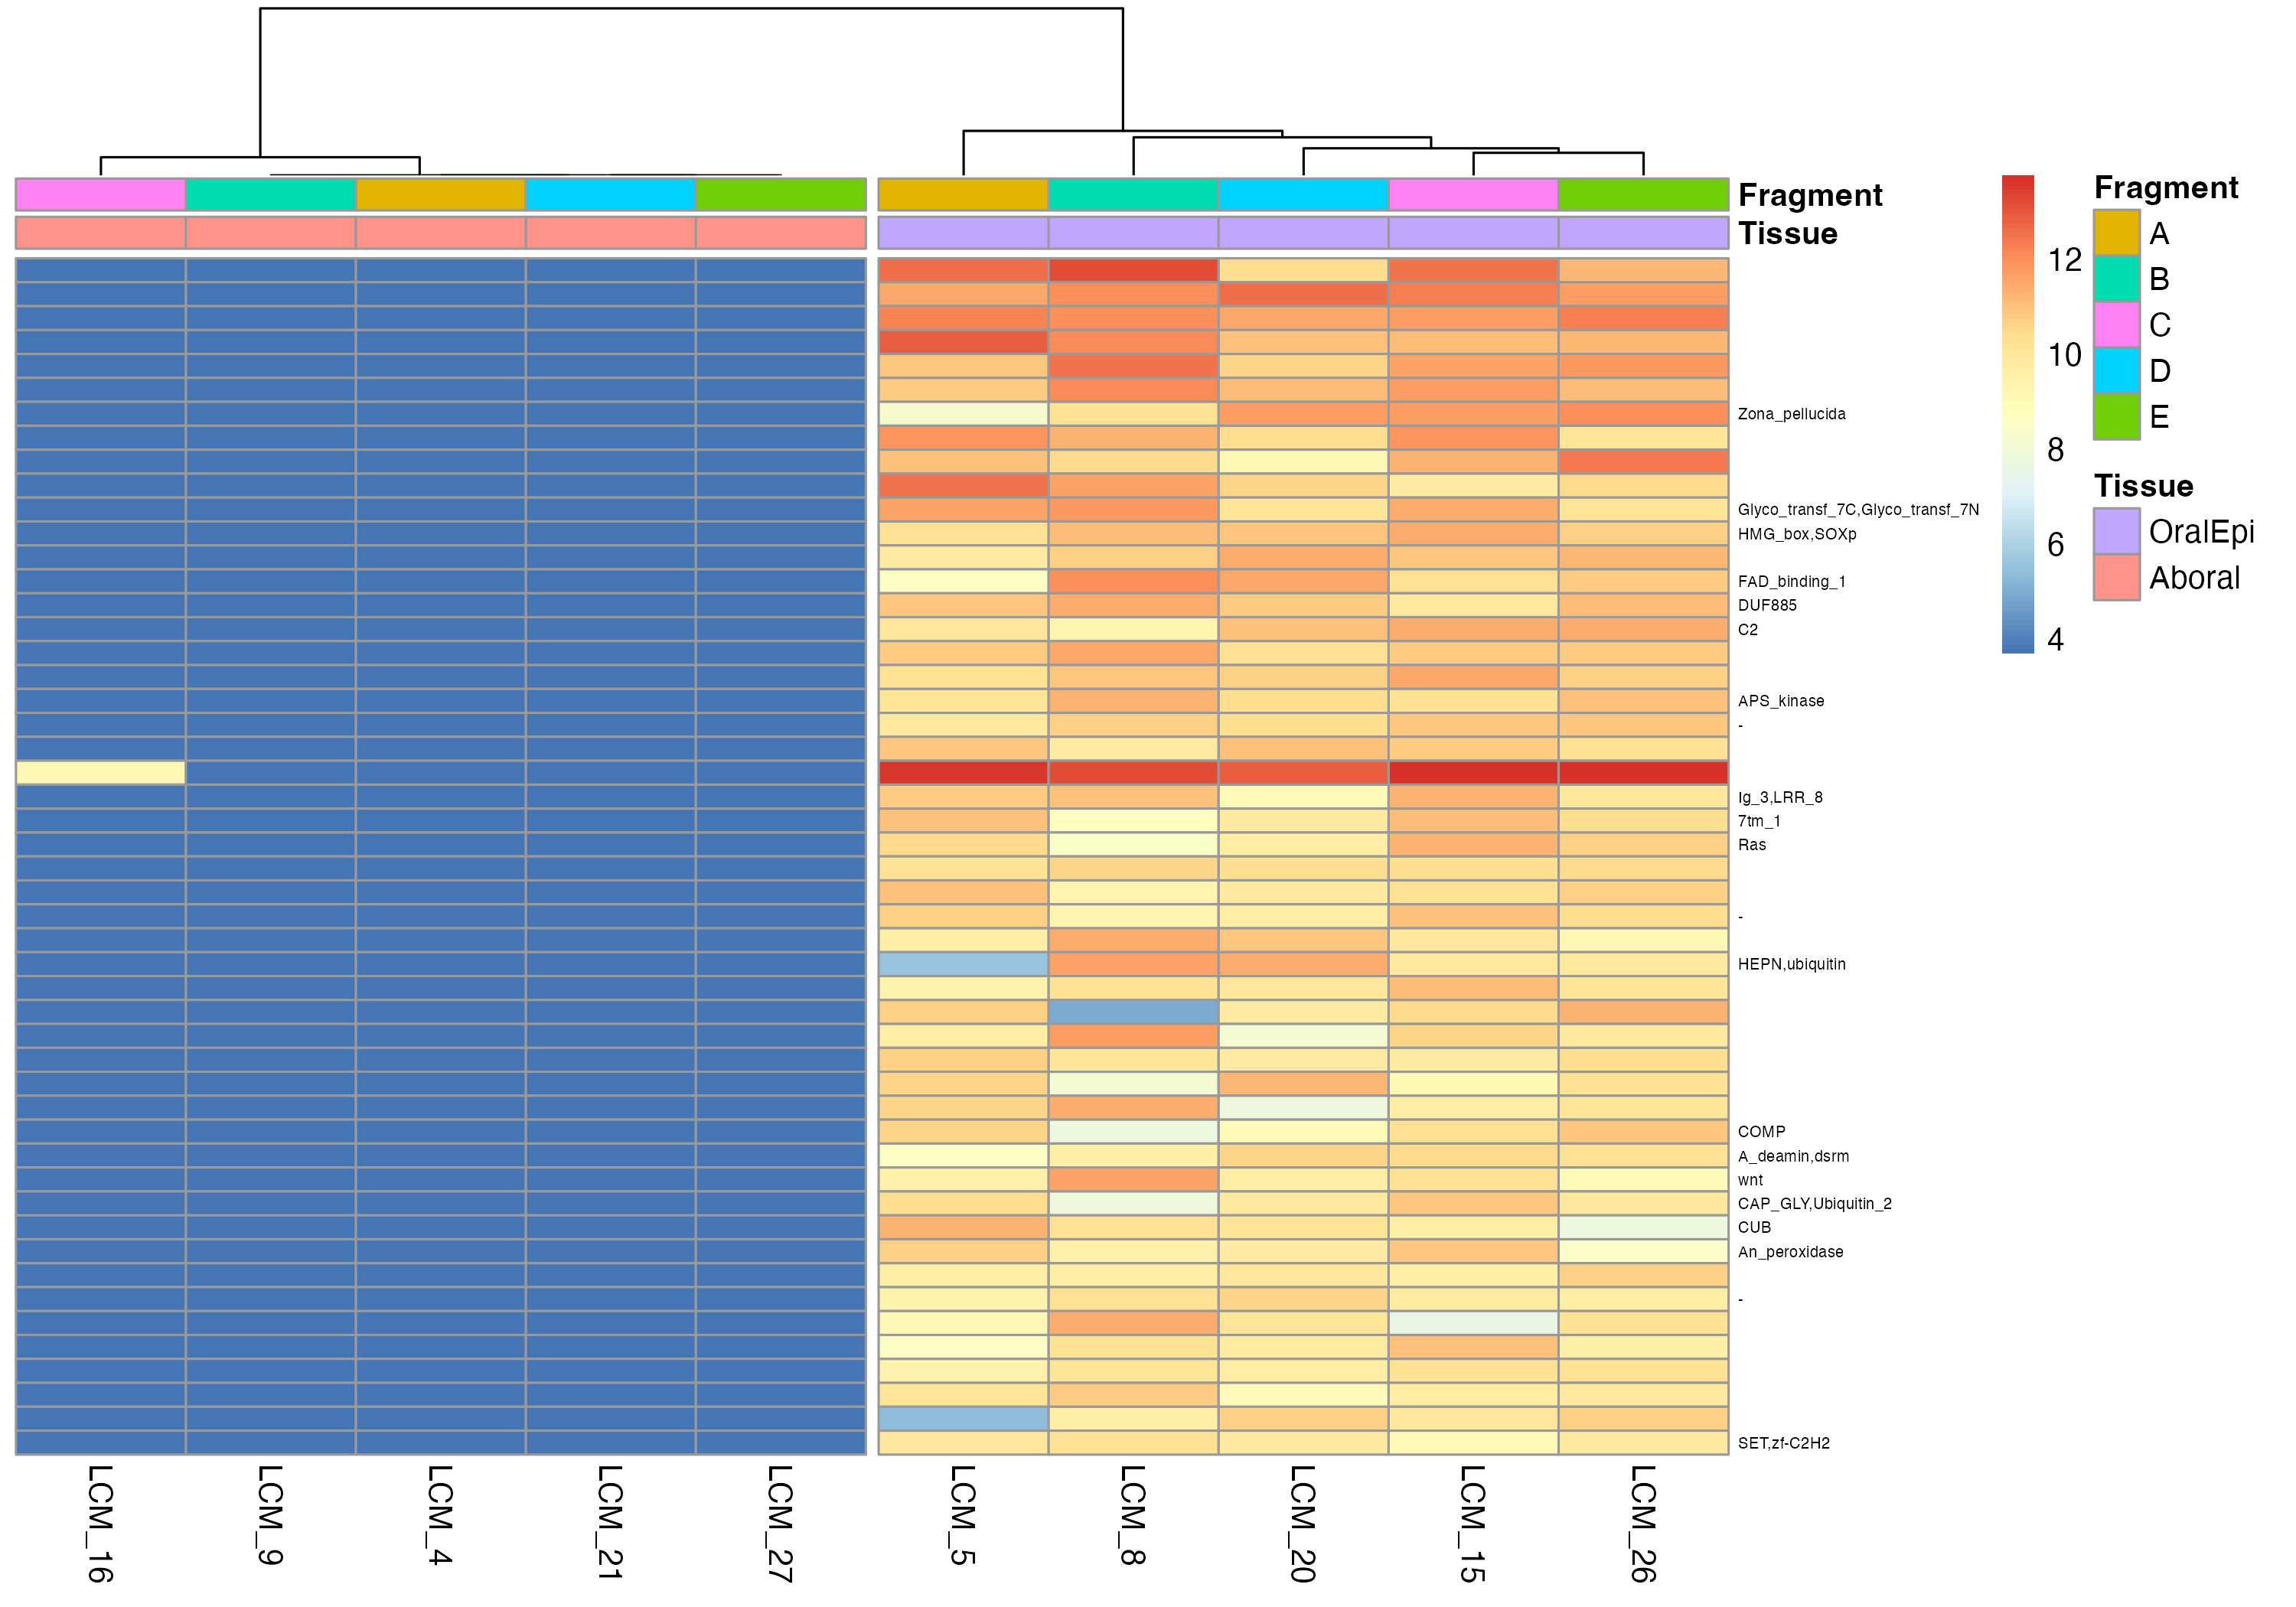 Fragment
Tissue
Zona_pellucida
Glyco_transf_7C,Glyco_transf_7N
HMG_box,SOXp
FAD_binding_1
DUF885
C2
APS_kinase
-
Ig_3,LRR_8
7tm_1
Ras
-
HEPN,ubiquitin
COMP
A_deamin,dsrm
wnt
CAP_GLY,Ubiquitin_2
CUB
An_peroxidase
-
SET,zf-C2H2
LCM_16
LCM_9
LCM_4
LCM_21
LCM_27
LCM_5
LCM_8
LCM_20
LCM_15
LCM_26
12
10
8
6
4
Fragment
A
B
C
D
E
Tissue
OralEpi
Aboral